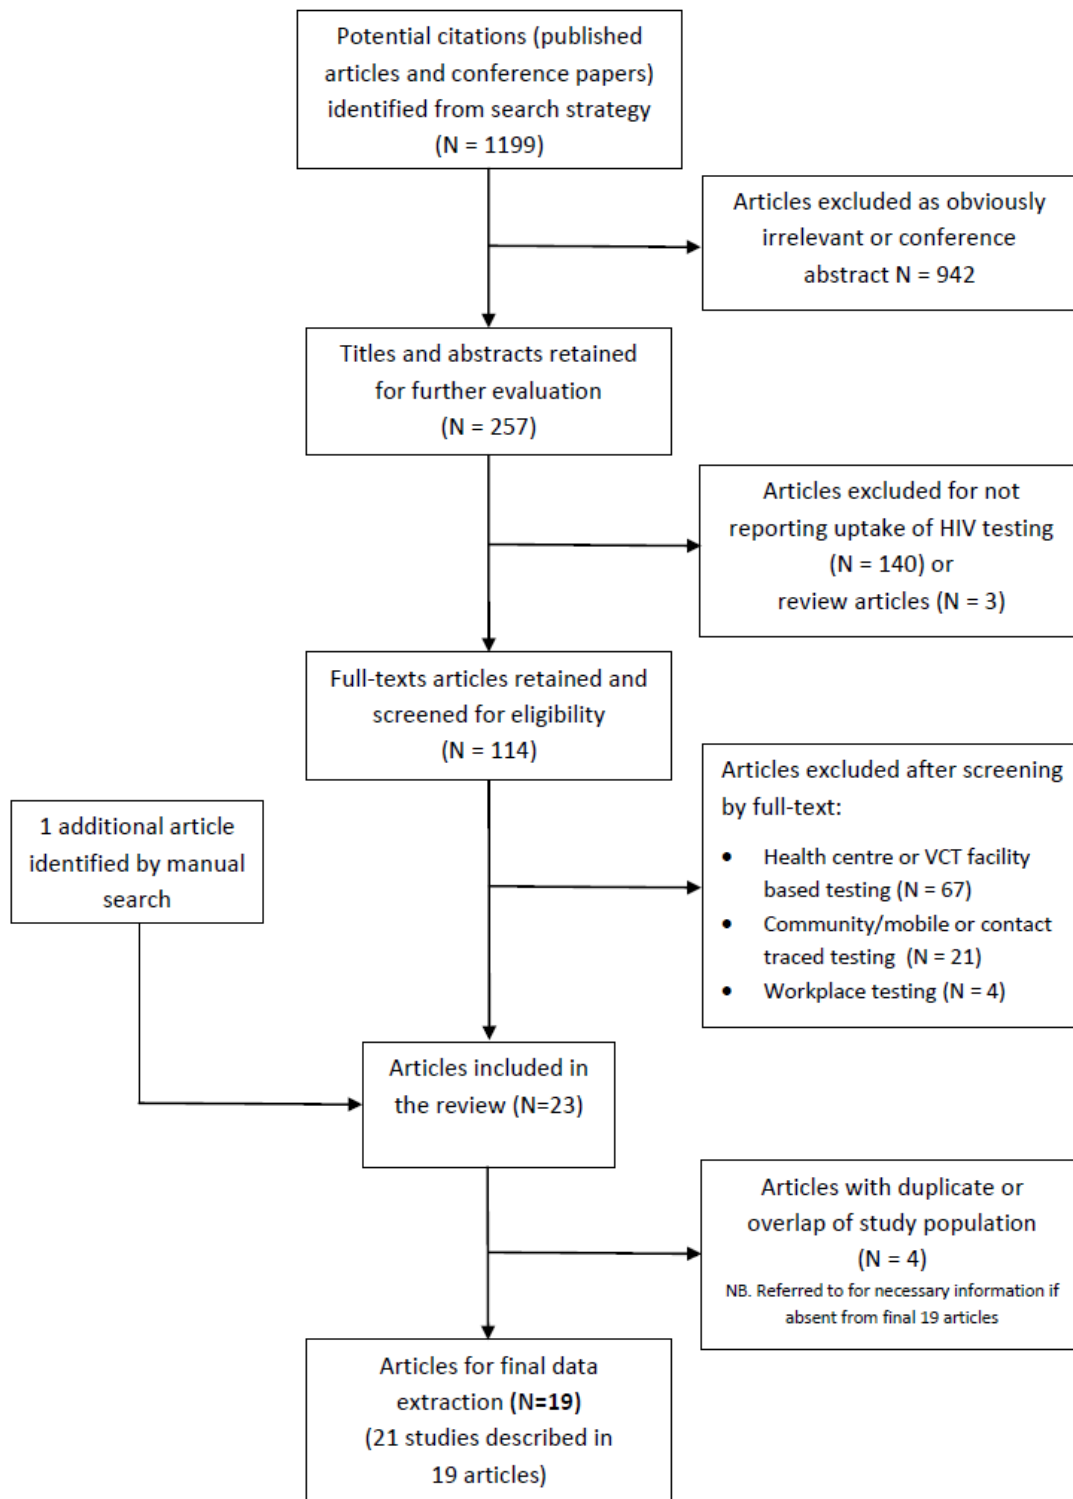 Potential citations (published
articles and conference papers)
identified from search strategy
(N = 1199)
Articles excluded as obviously
irrelevant or conference
abstract N = 942
Titles and abstracts retained
for further evaluation
(N = 257)
Articles excluded for not
reporting uptake of HIV testing
(N = 140) or
review articles (N = 3)
Full-texts articles retained and
screened for eligibility
(N = 114)
Articles excluded after screening
by full-text:
• Health centre or VCT facility
based testing (N = 67)
• Community/mobile or contact
traced testing (N = 21)
• Workplace testing (N = 4)
1 additional article
identified by manual
search
Articles included in
the review (N=23)
Articles with duplicate or
overlap of study population
(N = 4)
NB. Referred to for necessary information if
absent from final 19 articles
Articles for final data
extraction (N=19)
(21 studies described in
19 articles)